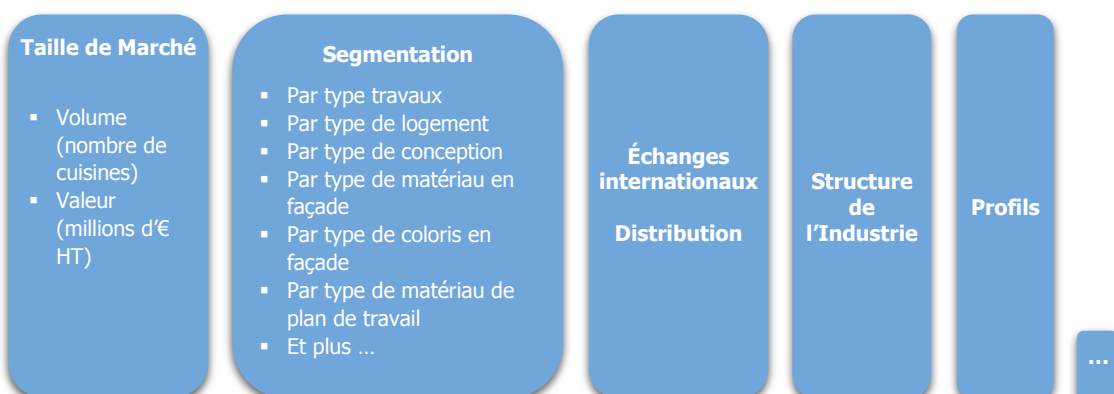 Taille de Marché
▪ Volume
(nombre de
cuisines)
▪ Valeur
(millions d’€
HT)
Segmentation
▪ Par type travaux
▪ Par type de logement
▪ Par type de conception
▪ Par type de matériau en
façade
▪ Par type de coloris en
façade
▪ Par type de matériau de
plan de travail
▪ Et plus …
Échanges
internationaux
Distribution
Structure
de
l’Industrie
Profils
…